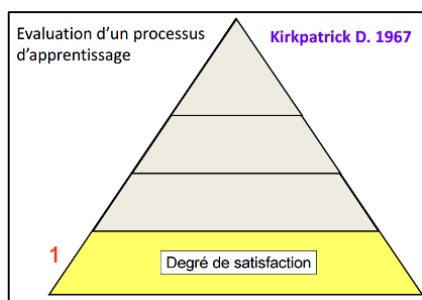 Evaluation d'un processus
d'apprentissage
Kirkpatrick D. 1967
1
Degré de satisfaction